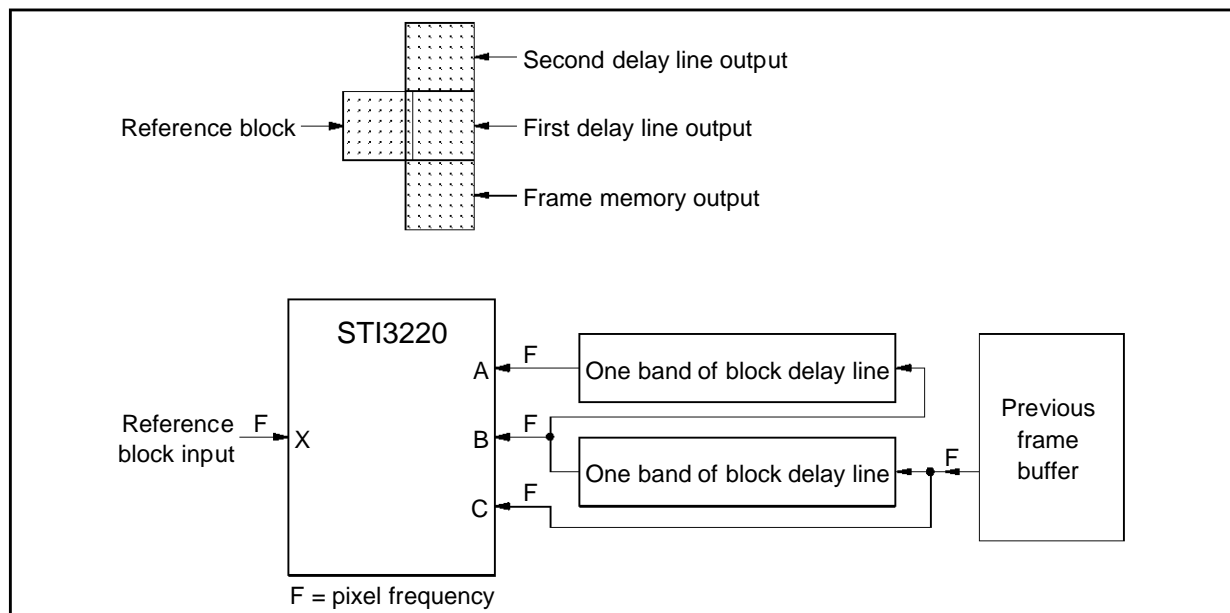 Second delay line output
Reference block
First delay line output
Frame memory output
STI3220
A
F
One band of block delay line
Reference
block input
F
X
B
F
Previous
frame
buffer
One band of block delay line
F
C
F
F = pixel frequency